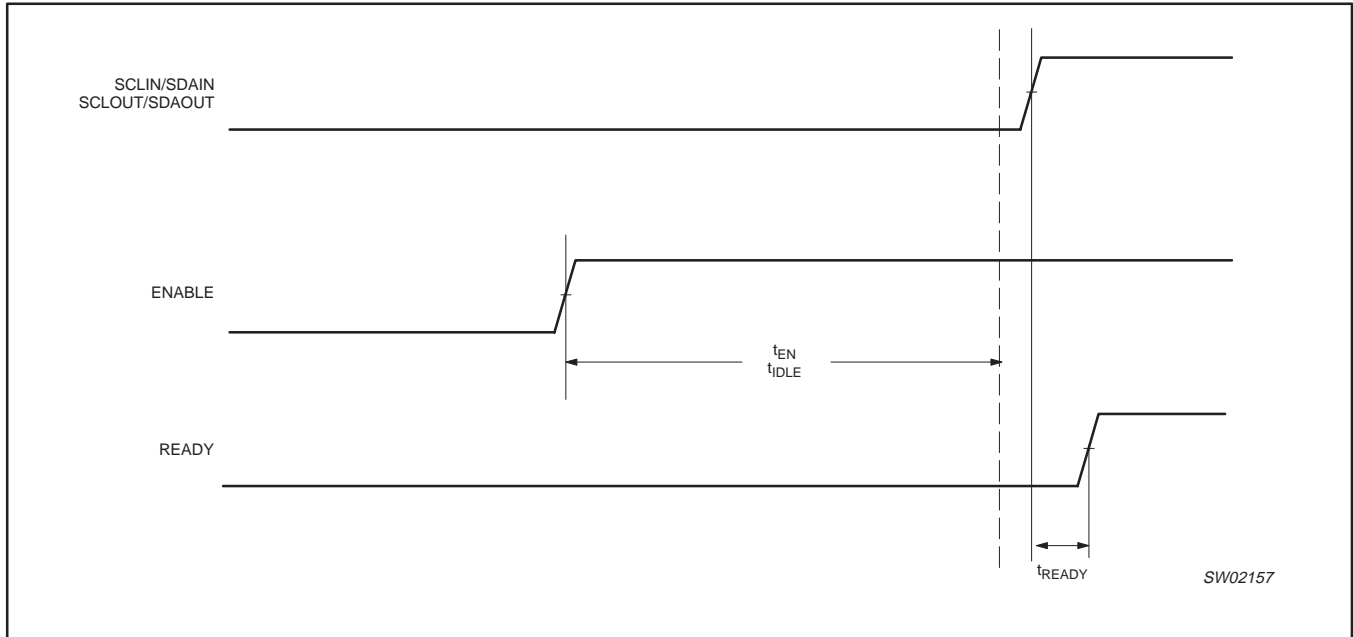 SCLIN/SDAIN
SCLOUT/SDAOUT
ENABLE
tEN
tIDLE
READY
tREADY
SW02157